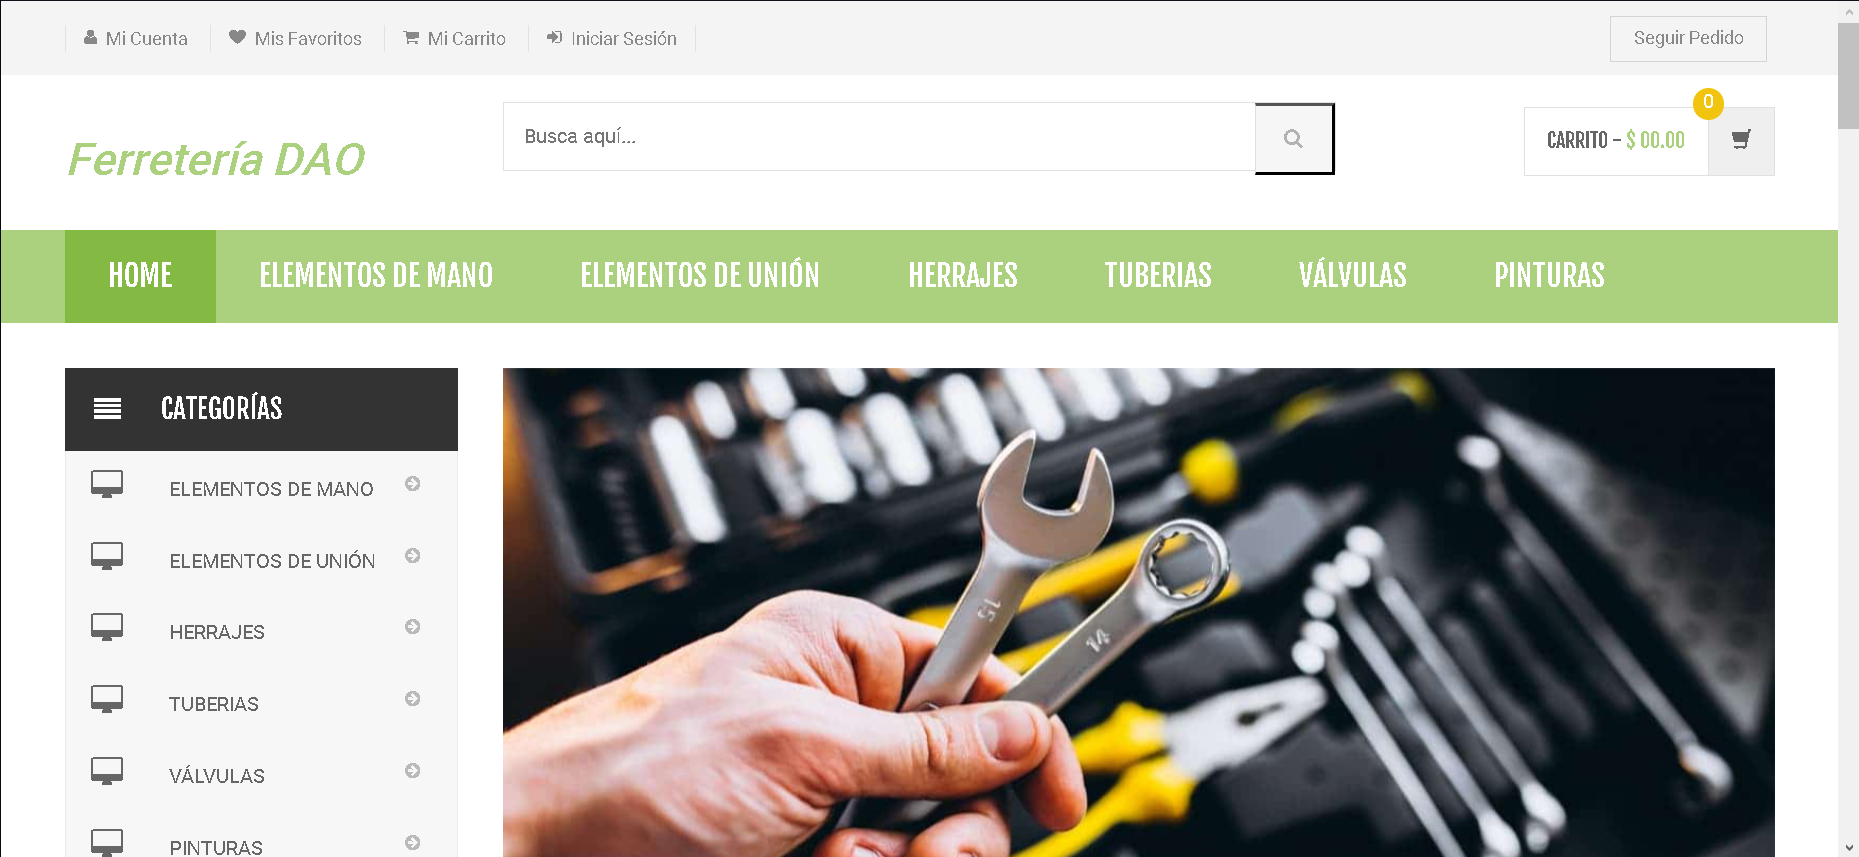 Mi Cuenta
Mis Favoritos
Mi Carrito
Iniciar Sesión
Seguir Pedido
Ferretería DAO
Busca aquí...
CARRITO - $ 00.00
0
HOME
ELEMENTOS DE MANO
ELEMENTOS DE UNIÓN
HERRAJES
TUBERIAS
VÁLVULAS
PINTURAS
CATEGORÍAS
ELEMENTOS DE MANO
ELEMENTOS DE UNIÓN
HERRAJES
TUBERIAS
VÁLVULAS
PINTURAS
15
14